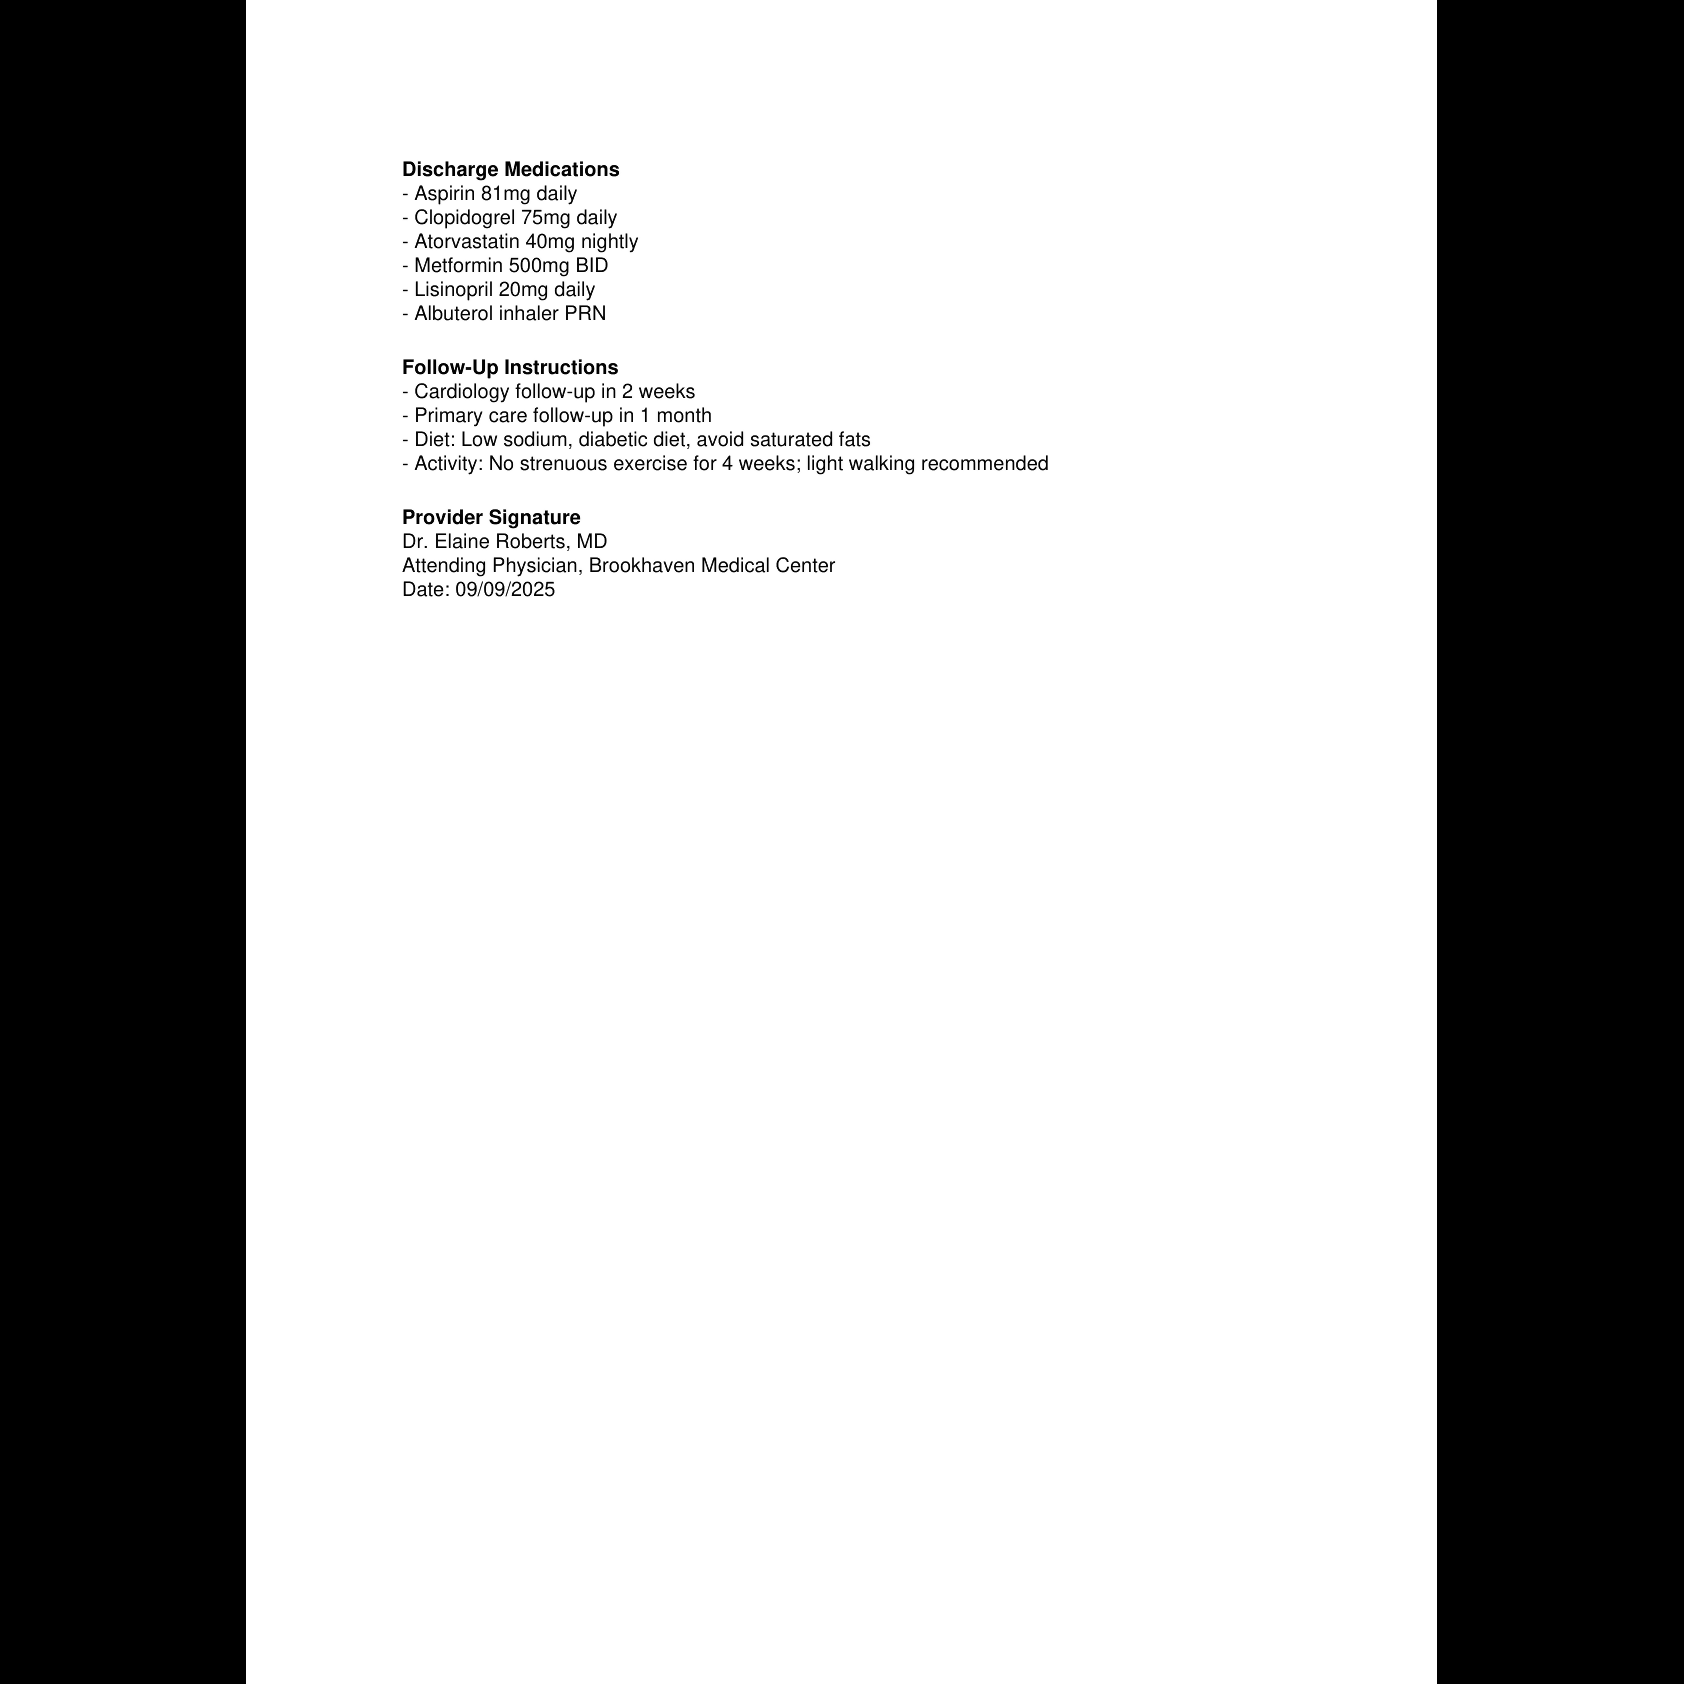 Discharge Medications
- Aspirin 81mg daily
- Clopidogrel 75mg daily
- Atorvastatin 40mg nightly
- Metformin 500mg BID
- Lisinopril 20mg daily
- Albuterol inhaler PRN
Follow-Up Instructions
- Cardiology follow-up in 2 weeks
- Primary care follow-up in 1 month
- Diet: Low sodium, diabetic diet, avoid saturated fats
- Activity: No strenuous exercise for 4 weeks; light walking recommended
Provider Signature
Dr. Elaine Roberts, MD
Attending Physician, Brookhaven Medical Center
Date: 09/09/2025